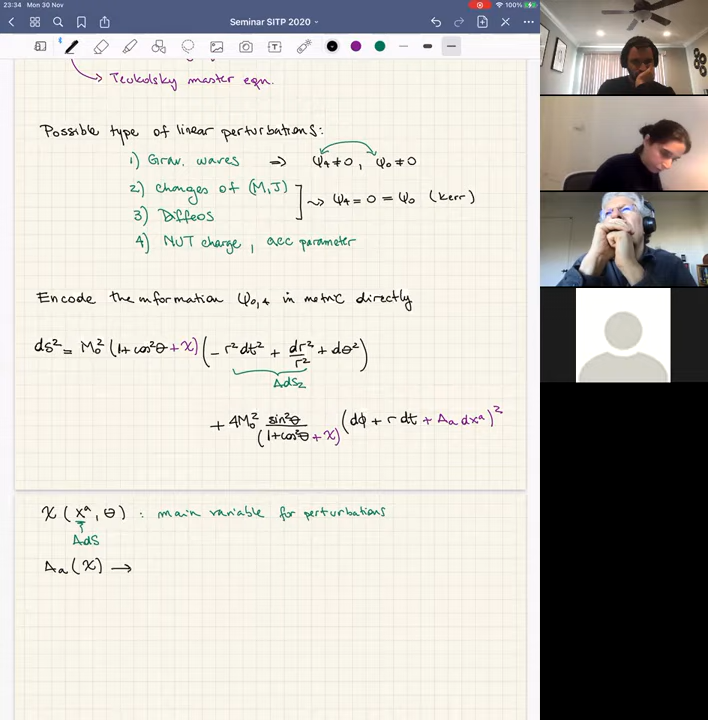 23:34 Mon 30 Nov
100%
Seminar SITP 2020
→ Teukolsky master eqn.
Possible type of linear perturbations:
1) Grav. waves ⇒ Ψ₄ ≠ 0, Ψ₀ ≠ 0
2) changes of (M,J)
3) Diffeos
⇝ Ψ₄ = 0 = Ψ₀ (Kerr)
4) NUT charge, acc parameter
Encode the information Ψ₀,₄ in metric directly
ds² = M₀² (1+cos²θ + χ) (- r²dt² + dr²/r² + dθ²)
AdS₂
+ 4M₀² sin²θ/(1+cos²θ + χ) (dϕ + r dt + Aₐ dxᵃ)²
χ(xᵃ, θ) : main variable for perturbations
AdS
Aₐ(χ) →